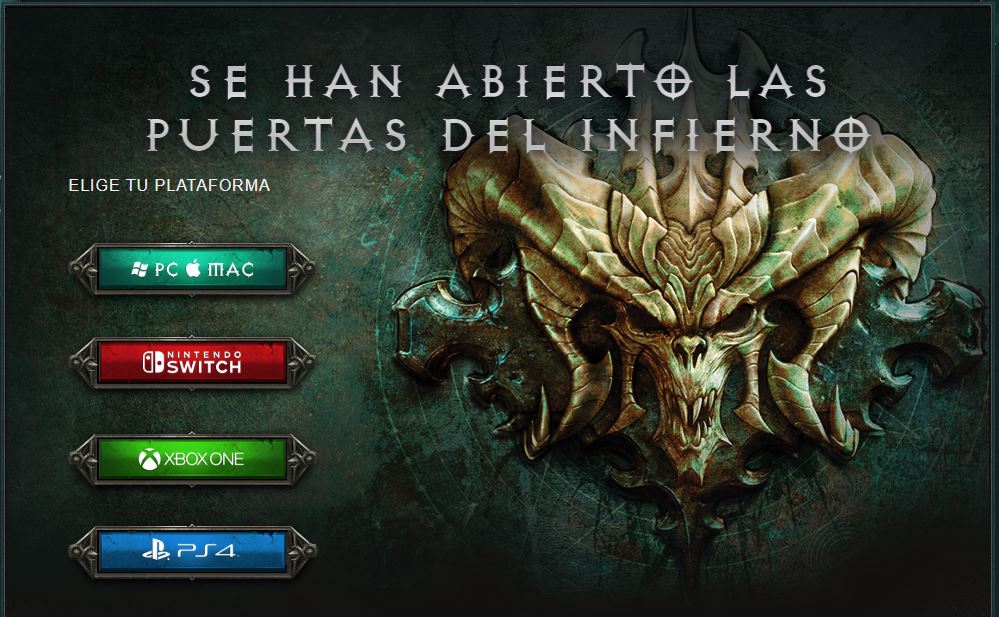 SE HAN ABIERTO LAS
PUERTAS DEL INFIERNO
ELIGE TU PLATAFORMA
PC MAC
NINTENDO
SWITCH
XBOX ONE
PS4